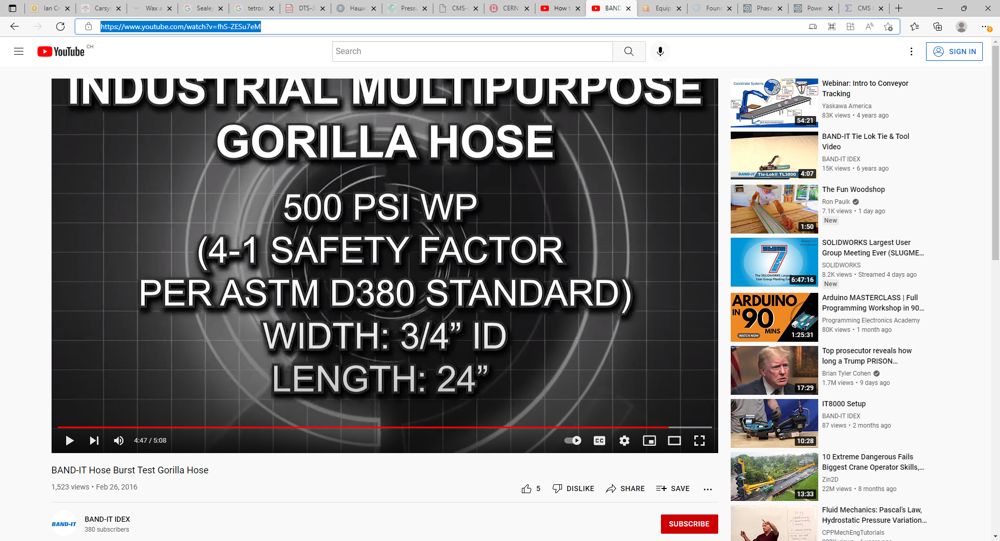 Ian Cr
Carsys
Wax a
Sealey
tetros
DTS-J
Наши
Pressu
CMS-
CERN
How t
BAND
Equip
Found
Phase
Power
CMS
https://www.youtube.com/watch?v=fhS-ZESu7eM
YouTube CH
Search
SIGN IN
INDUSTRIAL MULTIPURPOSE
GORILLA HOSE
500 PSI WP
(4-1 SAFETY FACTOR
PER ASTM D380 STANDARD)
WIDTH: 3/4” ID
LENGTH: 24”
4:47 / 5:08
CC
BAND-IT Hose Burst Test Gorilla Hose
1,523 views • Feb 26, 2016
5
DISLIKE
SHARE
SAVE
BAND-IT
BAND-IT IDEX
380 subscribers
SUBSCRIBE
Coordinate Systems
54:21
Webinar: Intro to Conveyor
Tracking
Yaskawa America
83K views • 4 years ago
BAND-IT Tie-Lok® TL3800
4:07
BAND-IT Tie Lok Tie & Tool
Video
BAND-IT IDEX
15K views • 6 years ago
1:50
The Fun Woodshop
Ron Paulk
7.1K views • 1 day ago
New
SLUGME
7
The SOLIDWORKS Largest
User Group Meeting Ev
6:47:16
SOLIDWORKS Largest User
Group Meeting Ever (SLUGME...
SOLIDWORKS
8.2K views • Streamed 4 days ago
New
ARDUINO
IN 90
MINS
WATCH NOW
1:25:31
Arduino MASTERCLASS | Full
Programming Workshop in 90...
Programming Electronics Academy
80K views • 1 month ago
17:29
Top prosecutor reveals how
long a Trump PRISON...
Brian Tyler Cohen
1.7M views • 9 days ago
10:28
IT8000 Setup
BAND-IT IDEX
87 views • 2 months ago
13:33
10 Extreme Dangerous Fails
Biggest Crane Operator Skills,...
Zin2D
22M views • 8 months ago
Fluid Mechanics: Pascal’s Law,
Hydrostatic Pressure Variation...
CPPMechEngTutorials